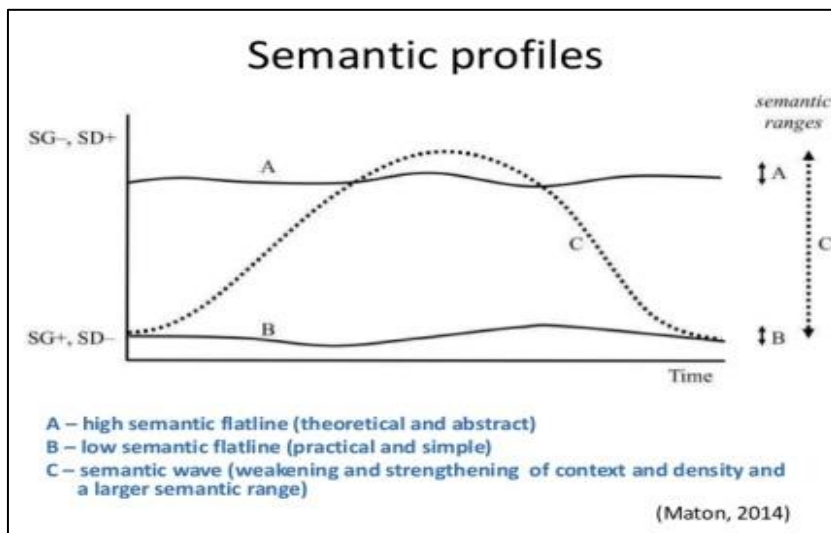 Semantic profiles
semantic
ranges
SG–, SD+
A
A
C
C
SG+, SD–
B
B
Time
A – high semantic flatline (theoretical and abstract)
B – low semantic flatline (practical and simple)
C – semantic wave (weakening and strengthening of context and density and
a larger semantic range)
(Maton, 2014)